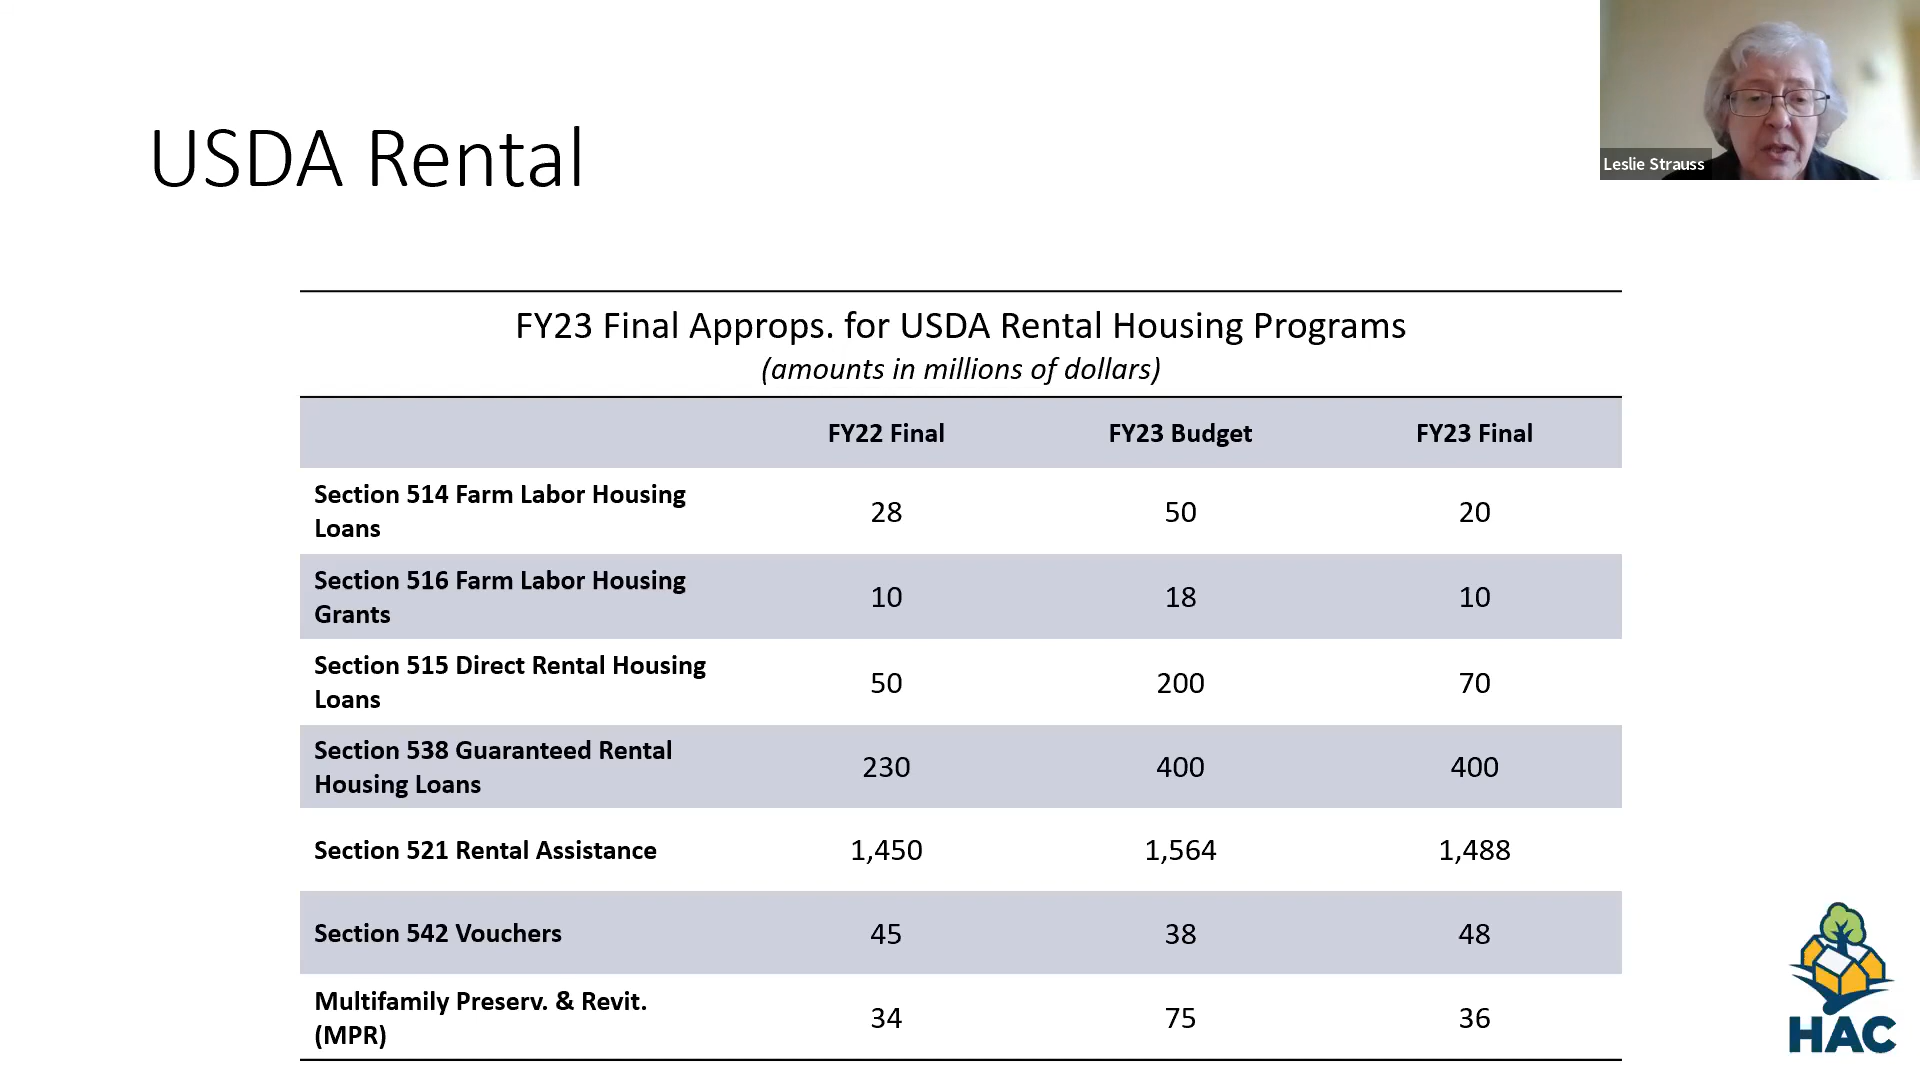 USDA Rental
Leslie Strauss
FY23 Final Approps. for USDA Rental Housing Programs
(amounts in millions of dollars)
FY22 Final FY23 Budget FY23 Final
Section 514 Farm Labor Housing
Loans
28 50 20
Section 516 Farm Labor Housing
Grants
10 18 10
Section 515 Direct Rental Housing
Loans
50 200 70
Section 538 Guaranteed Rental
Housing Loans
230 400 400
Section 521 Rental Assistance 1,450 1,564 1,488
Section 542 Vouchers 45 38 48
Multifamily Preserv. & Revit.
(MPR)
34 75 36
HAC